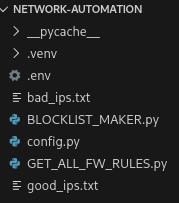 NETWORK-AUTOMATION
__pycache__
.venv
.env
bad_ips.txt
BLOCKLIST_MAKER.py
config.py
GET_ALL_FW_RULES.py
good_ips.txt